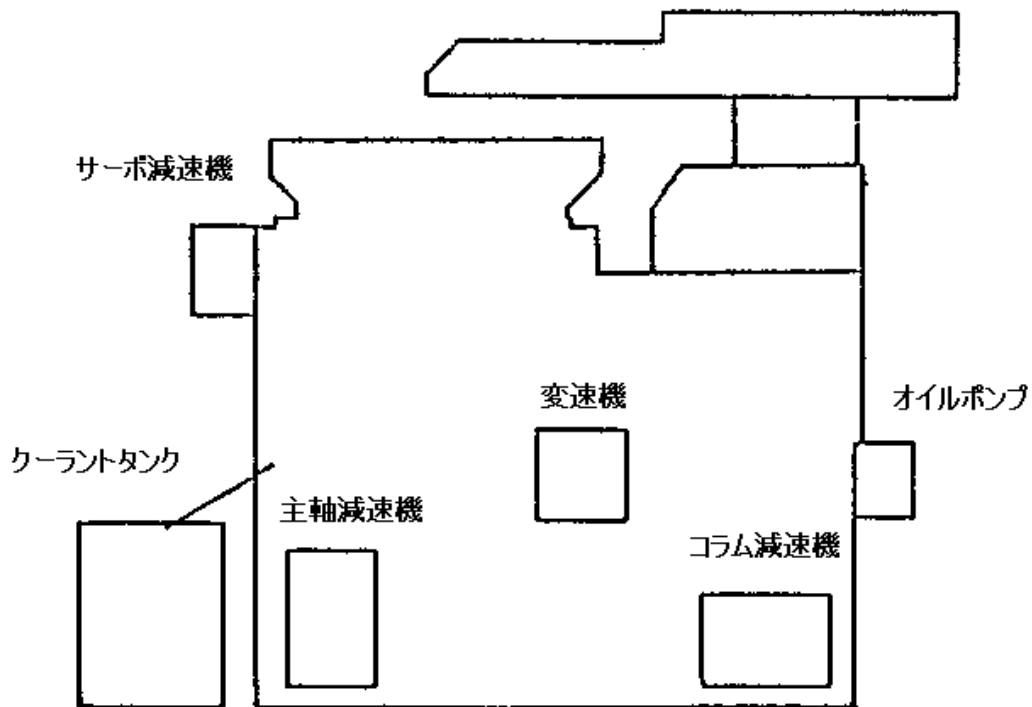 サーボ減速機
変速機
オイルポンプ
クーラントタンク
主軸減速機
コラム減速機